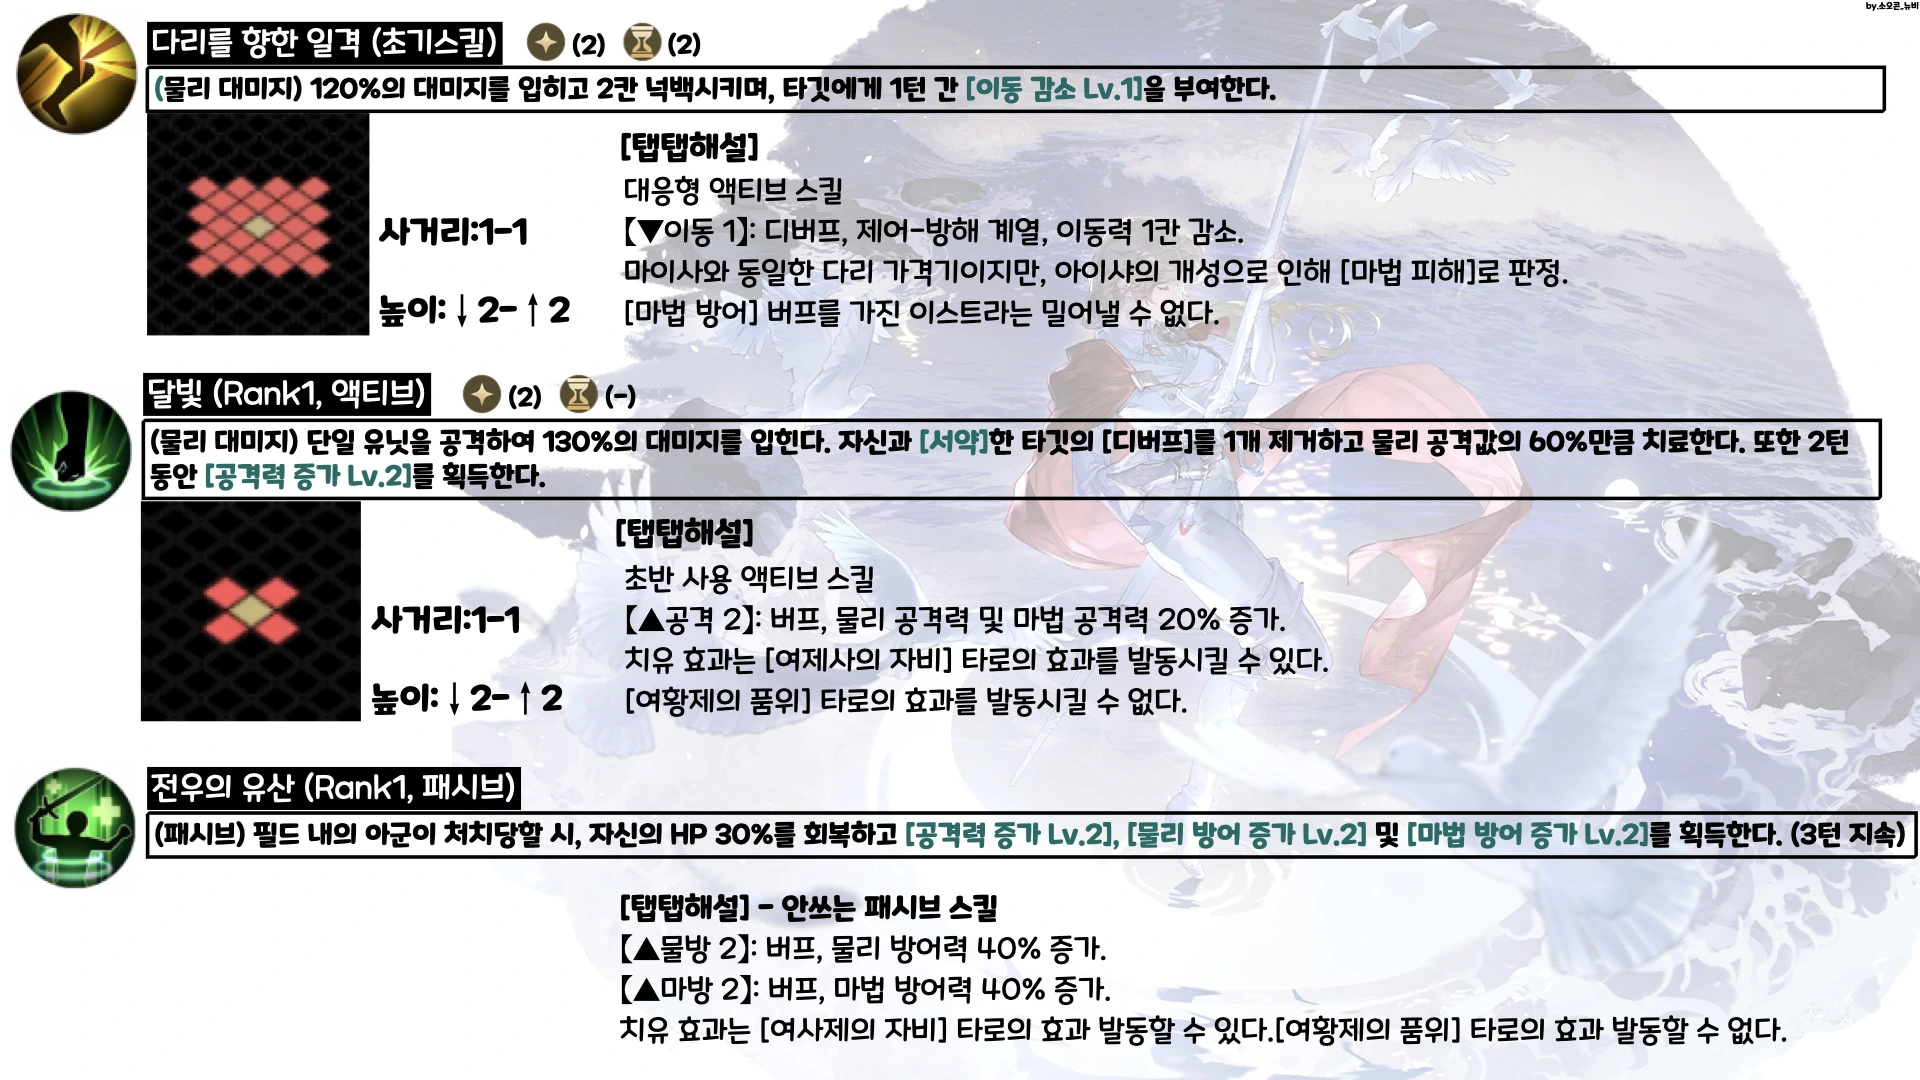 by.소오콘_뉴비
다리를 향한 일격 (초기스킬) (2) (2)
(물리 대미지) 120%의 대미지를 입히고 2칸 넉백시키며, 타깃에게 1턴 간 [이동 감소 Lv.1]을 부여한다.
[탭탭해설]
대응형 액티브 스킬
사거리:1-1
【▼이동 1】: 디버프, 제어-방해 계열, 이동력 1칸 감소.
마이사와 동일한 다리 가격기이지만, 아이샤의 개성으로 인해 [마법 피해]로 판정.
높이:↓2-↑2
[마법 방어] 버프를 가진 이스트라는 밀어낼 수 없다.
달빛 (Rank1, 액티브) (2) (-)
(물리 대미지) 단일 유닛을 공격하여 130%의 대미지를 입힌다. 자신과 [서약]한 타깃의 [디버프]를 1개 제거하고 물리 공격값의 60%만큼 치료한다. 또한 2턴
동안 [공격력 증가 Lv.2]를 획득한다.
[탭탭해설]
초반 사용 액티브 스킬
사거리:1-1
【▲공격 2】: 버프, 물리 공격력 및 마법 공격력 20% 증가.
치유 효과는 [여제사의 자비] 타로의 효과를 발동시킬 수 있다.
높이:↓2-↑2
[여황제의 품위] 타로의 효과를 발동시킬 수 없다.
전우의 유산 (Rank1, 패시브)
(패시브) 필드 내의 아군이 처치당할 시, 자신의 HP 30%를 회복하고 [공격력 증가 Lv.2], [물리 방어 증가 Lv.2] 및 [마법 방어 증가 Lv.2]를 획득한다. (3턴 지속)
[탭탭해설] - 안쓰는 패시브 스킬
【▲물방 2】: 버프, 물리 방어력 40% 증가.
【▲마방 2】: 버프, 마법 방어력 40% 증가.
치유 효과는 [여사제의 자비] 타로의 효과 발동할 수 있다.[여황제의 품위] 타로의 효과 발동할 수 없다.